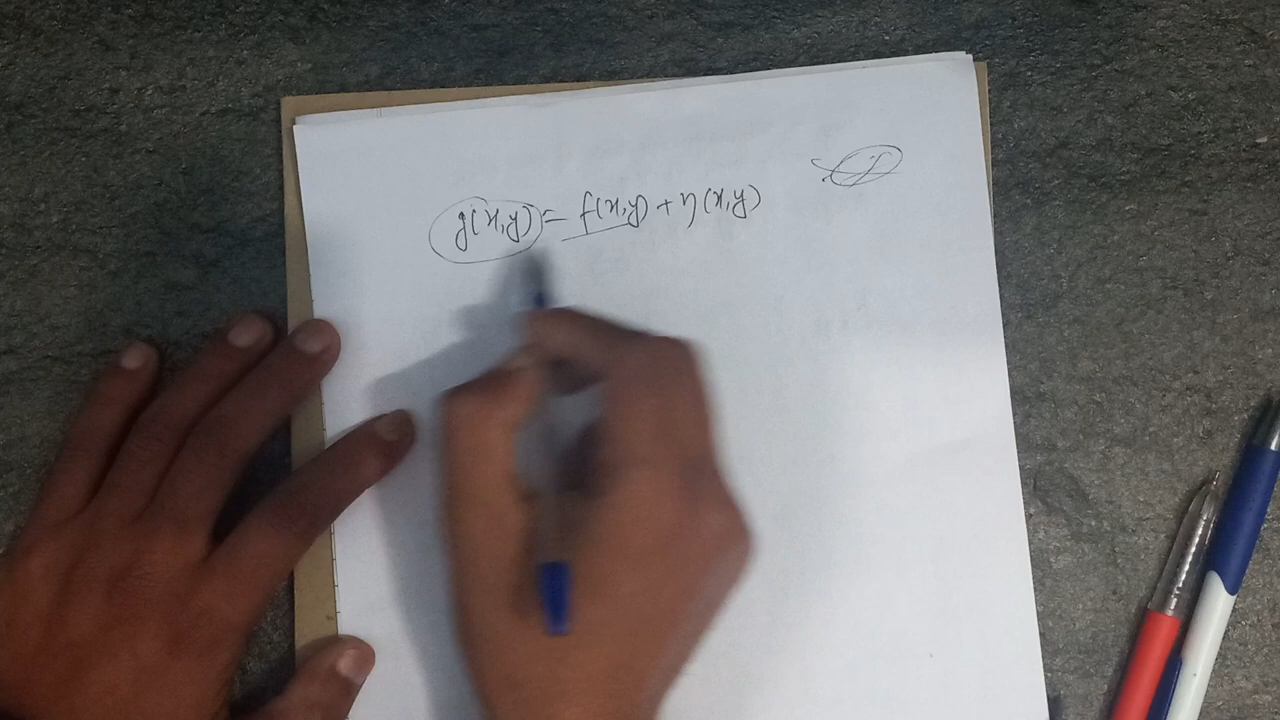 g(x,y) = f(x,y) + η(x,y)